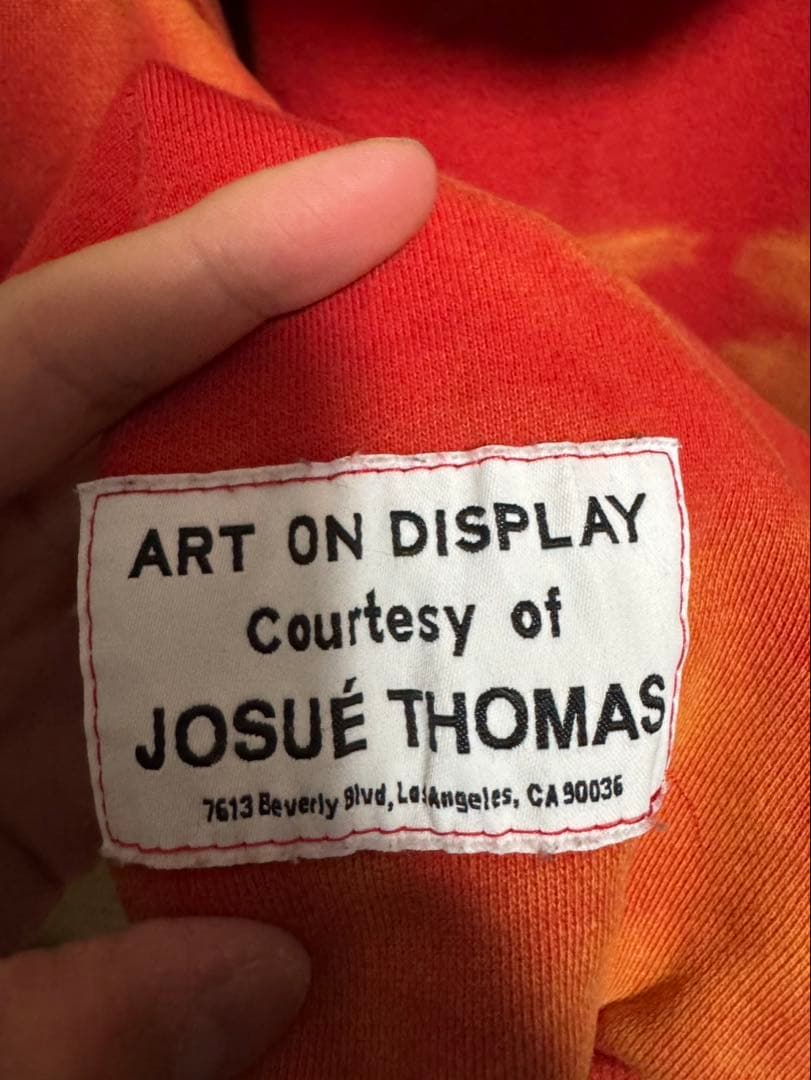 ART ON DISPLAY
Courtesy of
JOSUÉ THOMAS
7613 Beverly Blvd, Los Angeles, CA 90036